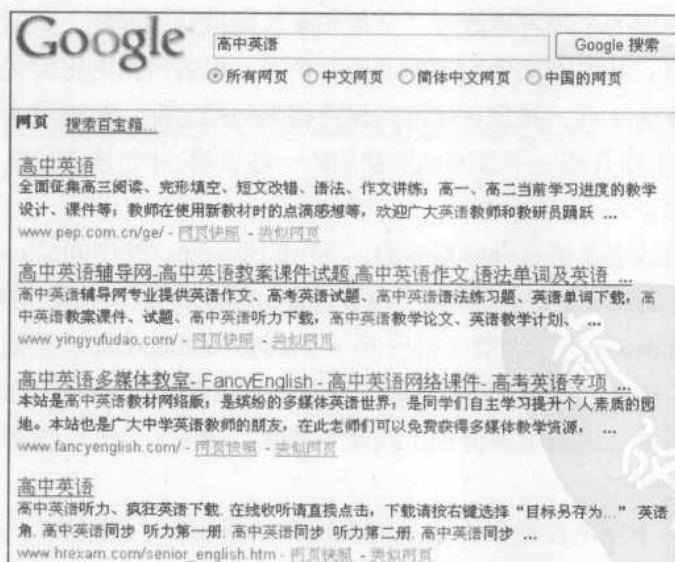 Google 高中英语 Google 搜索
所有网页 中文网页 简体中文网页 中国的网页
网页 搜索百宝箱...
高中英语
全面征集高三阅读、完形填空、短文改错、语法、作文讲练；高一、高二当前学习进度的教学
设计、课件等；教师在使用新教材时的点滴感想等，欢迎广大英语教师和教研员踊跃 ...
www.pep.com.cn/ge/ - 网页快照 - 类似网页
高中英语辅导网-高中英语教案课件试题,高中英语作文,语法单词及英语 ...
高中英语辅导网专业提供英语作文、高考英语试题、高中英语语法练习题、英语单词下载，高
中英语教案课件、试题、高中英语听力下载，高中英语教学论文、英语教学计划、 ...
www.yingyufudao.com/ - 网页快照 - 类似网页
高中英语多媒体教室- FancyEnglish - 高中英语网络课件- 高考英语专项 ...
本站是高中英语教材网络版；是缤纷的多媒体英语世界；是同学们自主学习提升个人素质的园
地。本站也是广大中学英语教师的朋友，在此老师们可以免费获得多媒体教学资源， ...
www.fancyenglish.com/ - 网页快照 - 类似网页
高中英语
高中英语听力、疯狂英语下载. 在线收听请直接点击，下载请按右键选择“目标另存为...” 英语
角. 高中英语同步 听力第一册. 高中英语同步 听力第二册. 高中英语同步 ...
www.hrexam.com/senior_english.htm - 网页快照 - 类似网页